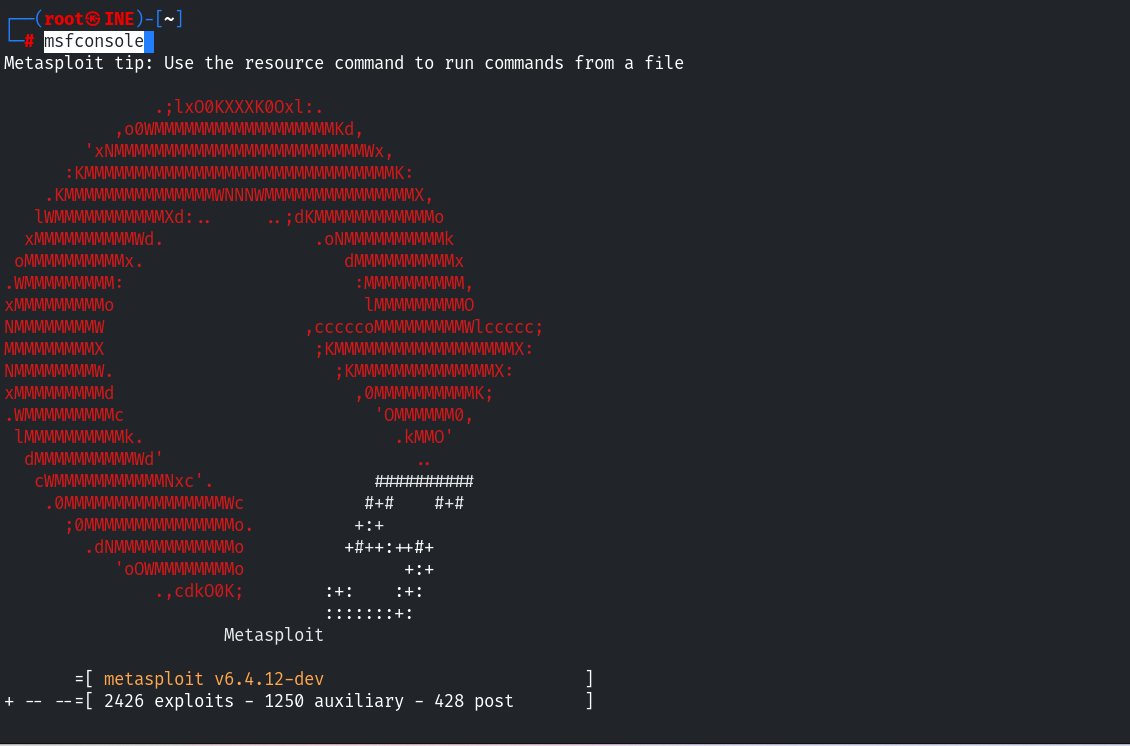 ┌──(root㉿INE)-[~]
└─# msfconsole
Metasploit tip: Use the resource command to run commands from a file
               .;lxO0KXXXK0Oxl:.
           ,o0WMMMMMMMMMMMMMMMMMMKd,
        'xNMMMMMMMMMMMMMMMMMMMMMMMMMWx,
      :KMMMMMMMMMMMMMMMMMMMMMMMMMMMMMMMK:
    .KMMMMMMMMMMMMMMMWNNNWMMMMMMMMMMMMMMMX,
   lWMMMMMMMMMMMXd:..     ..;dKMMMMMMMMMMMMo
  xMMMMMMMMMMWd.               .oNMMMMMMMMMMk
 oMMMMMMMMMMx.                    dMMMMMMMMMMx
.WMMMMMMMMM:                       :MMMMMMMMMM,
xMMMMMMMMMo                         lMMMMMMMMMO
NMMMMMMMMW                    ,cccccoMMMMMMMMMWlccccc;
MMMMMMMMMX                     ;KMMMMMMMMMMMMMMMMMMX:
NMMMMMMMMW.                      ;KMMMMMMMMMMMMMMX:
xMMMMMMMMMd                        ,0MMMMMMMMMMK;
.WMMMMMMMMMc                         'OMMMMMM0,
 lMMMMMMMMMMk.                         .kMMO'
  dMMMMMMMMMMWd'                         ..
   cWMMMMMMMMMMMNxc'.                ##########
    .0MMMMMMMMMMMMMMMMWc            #+#    #+#
      ;0MMMMMMMMMMMMMMMo.          +:+
        .dNMMMMMMMMMMMMo          +#++:++#+
           'oOWMMMMMMMMo                +:+
               .,cdkO0K;        :+:    :+:
                                :::::::+:
                      Metasploit
       =[ metasploit v6.4.12-dev                          ]
+ -- --=[ 2426 exploits - 1250 auxiliary - 428 post       ]